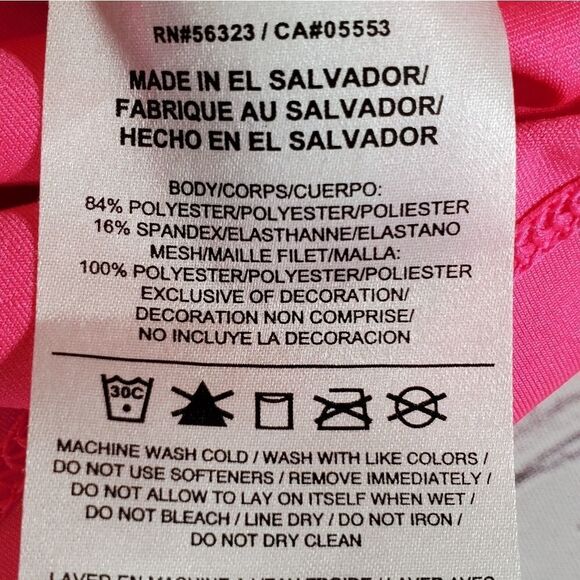 RN#56323 / CA#05553
MADE IN EL SALVADOR/
FABRIQUE AU SALVADOR/
HECHO EN EL SALVADOR
BODY/CORPS/CUERPO:
84% POLYESTER/POLYESTER/POLIESTER
16% SPANDEX/ELASTHANNE/ELASTANO
MESH/MAILLE FILET/MALLA:
100% POLYESTER/POLYESTER/POLIESTER
EXCLUSIVE OF DECORATION/
DECORATION NON COMPRISE/
NO INCLUYE LA DECORACION
30C
MACHINE WASH COLD / WASH WITH LIKE COLORS /
DO NOT USE SOFTENERS / REMOVE IMMEDIATELY /
DO NOT ALLOW TO LAY ON ITSELF WHEN WET /
DO NOT BLEACH / LINE DRY / DO NOT IRON /
DO NOT DRY CLEAN